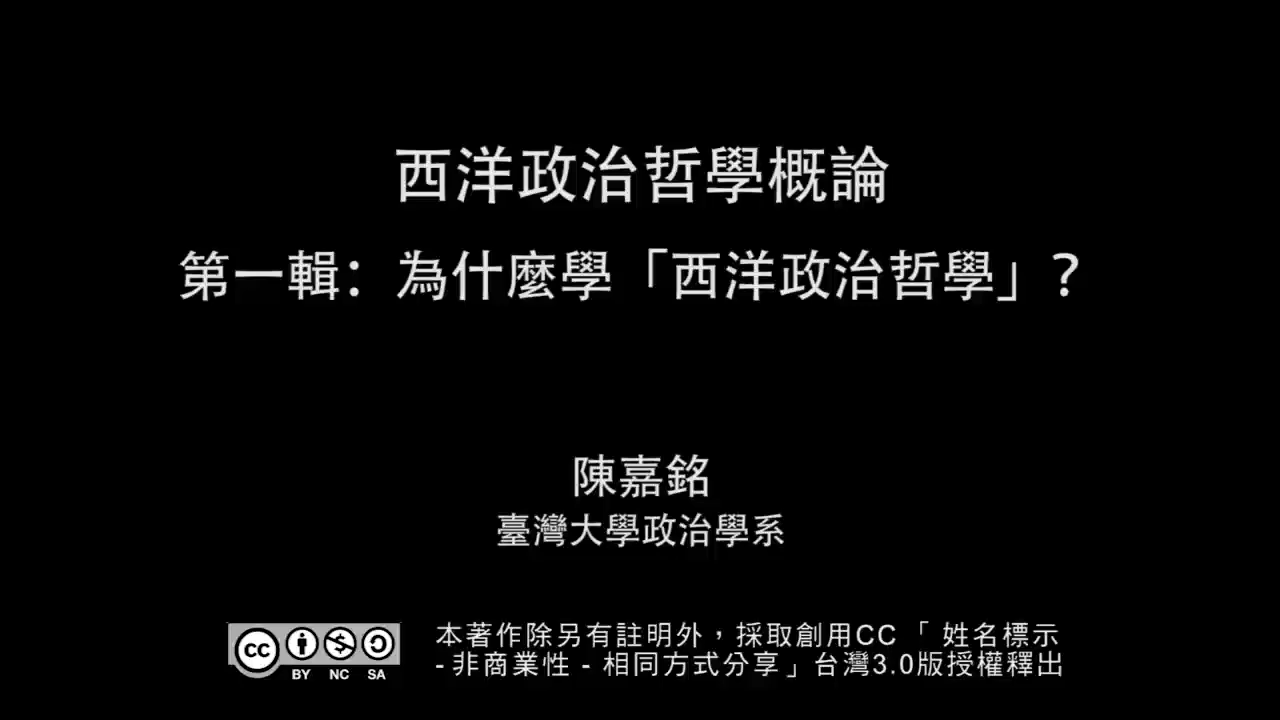 西洋政治哲學概論
第一輯：為什麼學「西洋政治哲學」？
陳嘉銘
臺灣大學政治學系
cc BY NC SA
本著作除另有註明外，採取創用CC「 姓名標示
- 非商業性 - 相同方式分享」台灣3.0版授權釋出